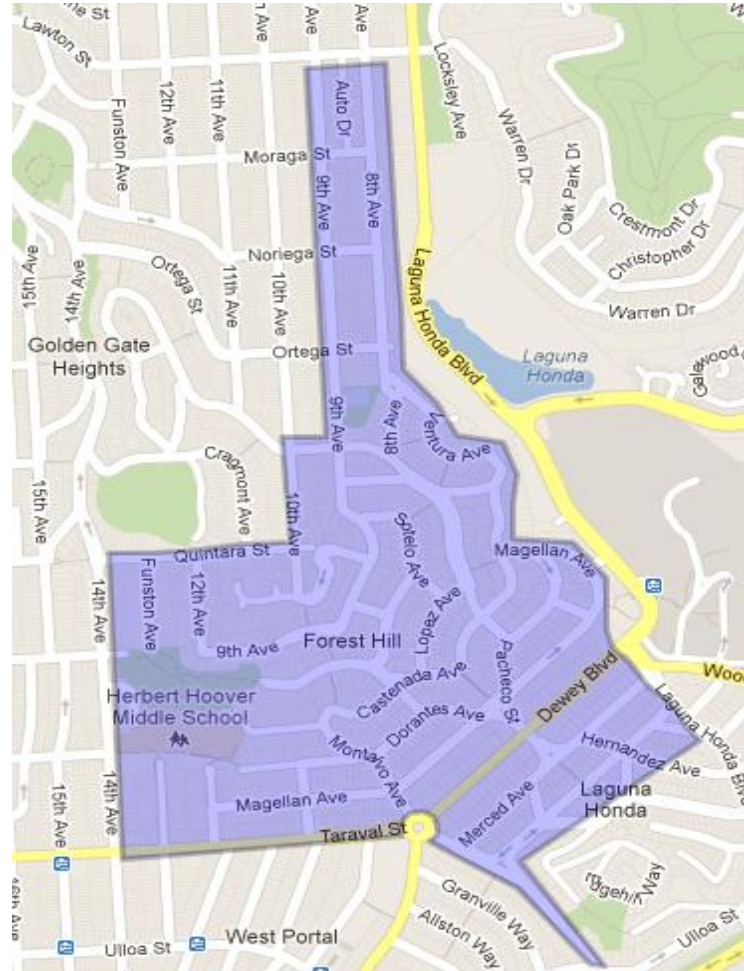 Lawton St
Funston Ave
12th Ave
11th Ave
Auto Dr
Locksley Ave
Warren Dr
Oak Park Dr
Crestmont Dr
Christopher Dr
Warren Dr
Moraga St
9th Ave
8th Ave
Noriega St
15th Ave
14th Ave
Ortega St
11th Ave
10th Ave
Laguna Honda Blvd
Golden Gate
Heights
Ortega St
Laguna
Honda
9th Ave
8th Ave
Ventura Ave
Cragmont Ave
15th Ave
10th Ave
Sotelo Ave
Quintara St
Magellan Ave
14th Ave
Funston Ave
12th Ave
Lopez Ave
9th Ave
Forest Hill
Pacheco St
Castenada Ave
Dewey Blvd
Herbert Hoover
Middle School
Dorantes Ave
Laguna Honda Blvd
Hernandez Ave
Montalvo Ave
15th Ave
14th Ave
Magellan Ave
Merced Ave
Laguna
Honda
Taraval St
Edgehill Way
16th Ave
Granville Way
Allston Way
Ulloa St
West Portal
Ulloa St